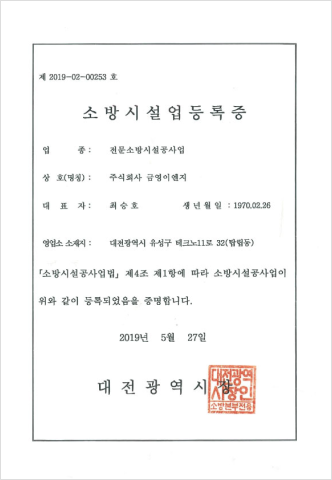 제 2019-02-00253 호
소방시설업등록증
업 종 : 전문소방시설공사업
상 호(명칭) : 주식회사 금영이엔지
대 표 자 : 최승호 생년월일 : 1970.02.26
영업소 소재지 : 대전광역시 유성구 테크노11로 32(탑립동)
「소방시설공사업법」 제4조 제1항에 따라 소방시설공사업이
위와 같이 등록되었음을 증명합니다.
2019년 5월 27일
대전광역시장
대전광역
시장인
소방본부전용